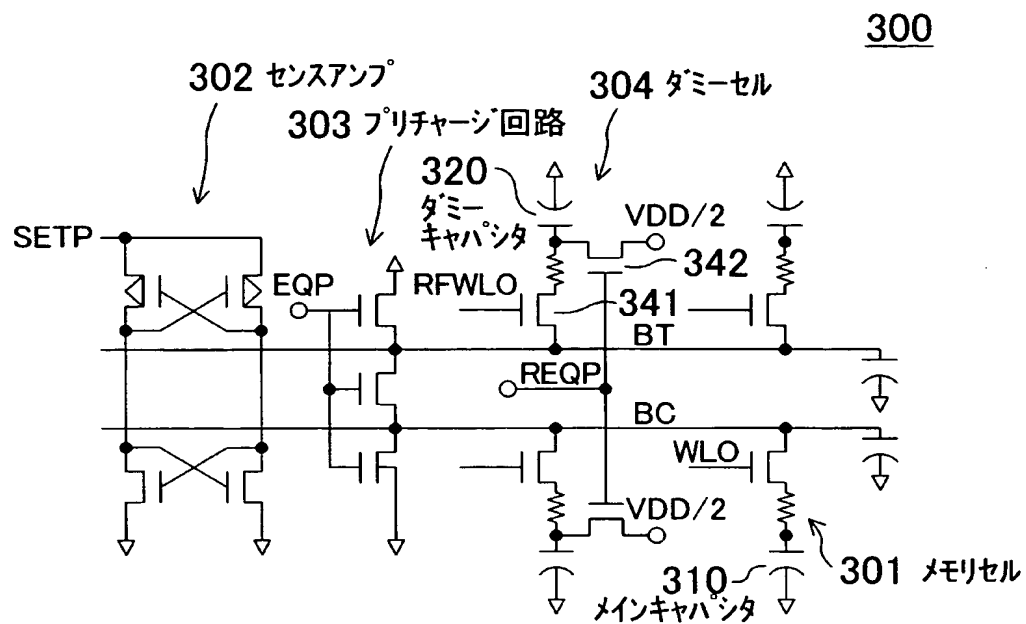 300
302 センスアンプ
304 ダミーセル
303 プリチャージ回路
320
ダミー
キャパシタ
VDD/2
SETP
342
EQP
RFWLO
341
BT
REQP
BC
WLO
VDD/2
310
メインキャパシタ
301 メモリセル